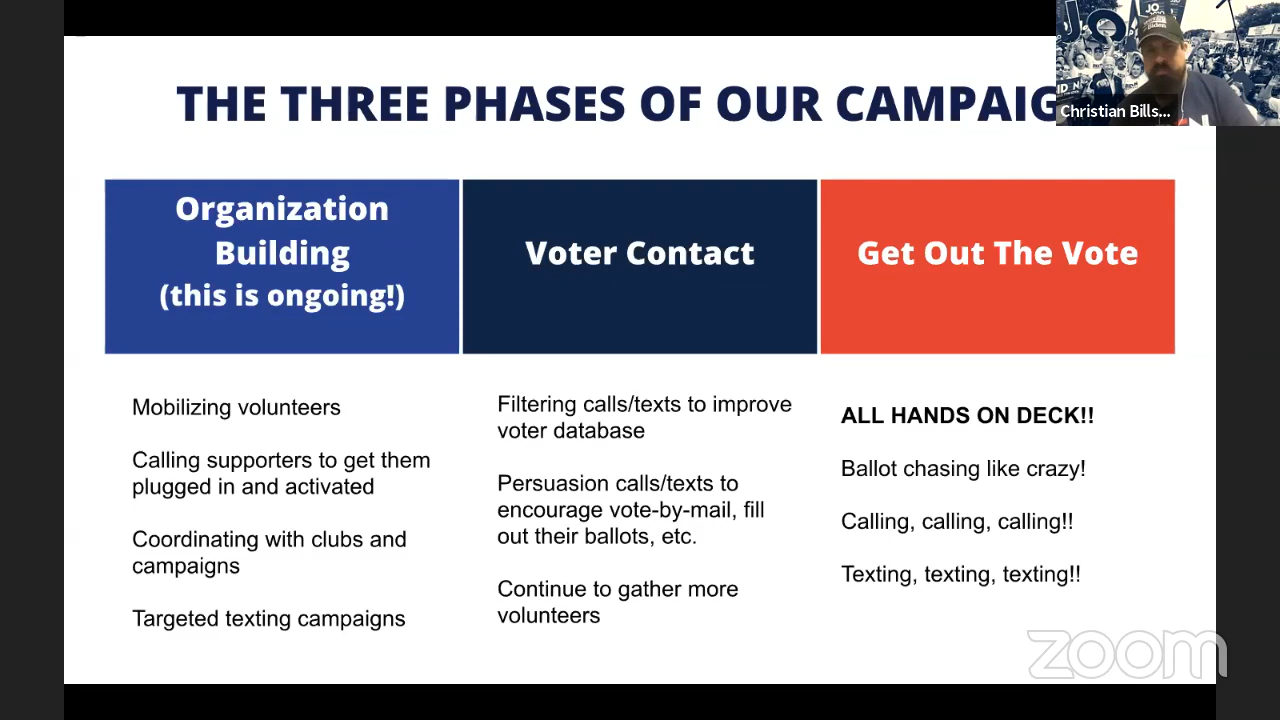 THE THREE PHASES OF OUR CAMPAIG
JO
Christian Bills...
Organization
Building
(this is ongoing!)
Voter Contact
Get Out The Vote
Mobilizing volunteers
Calling supporters to get them
plugged in and activated
Coordinating with clubs and
campaigns
Targeted texting campaigns
Filtering calls/texts to improve
voter database
Persuasion calls/texts to
encourage vote-by-mail, fill
out their ballots, etc.
Continue to gather more
volunteers
ALL HANDS ON DECK!!
Ballot chasing like crazy!
Calling, calling, calling!!
Texting, texting, texting!!
zoom